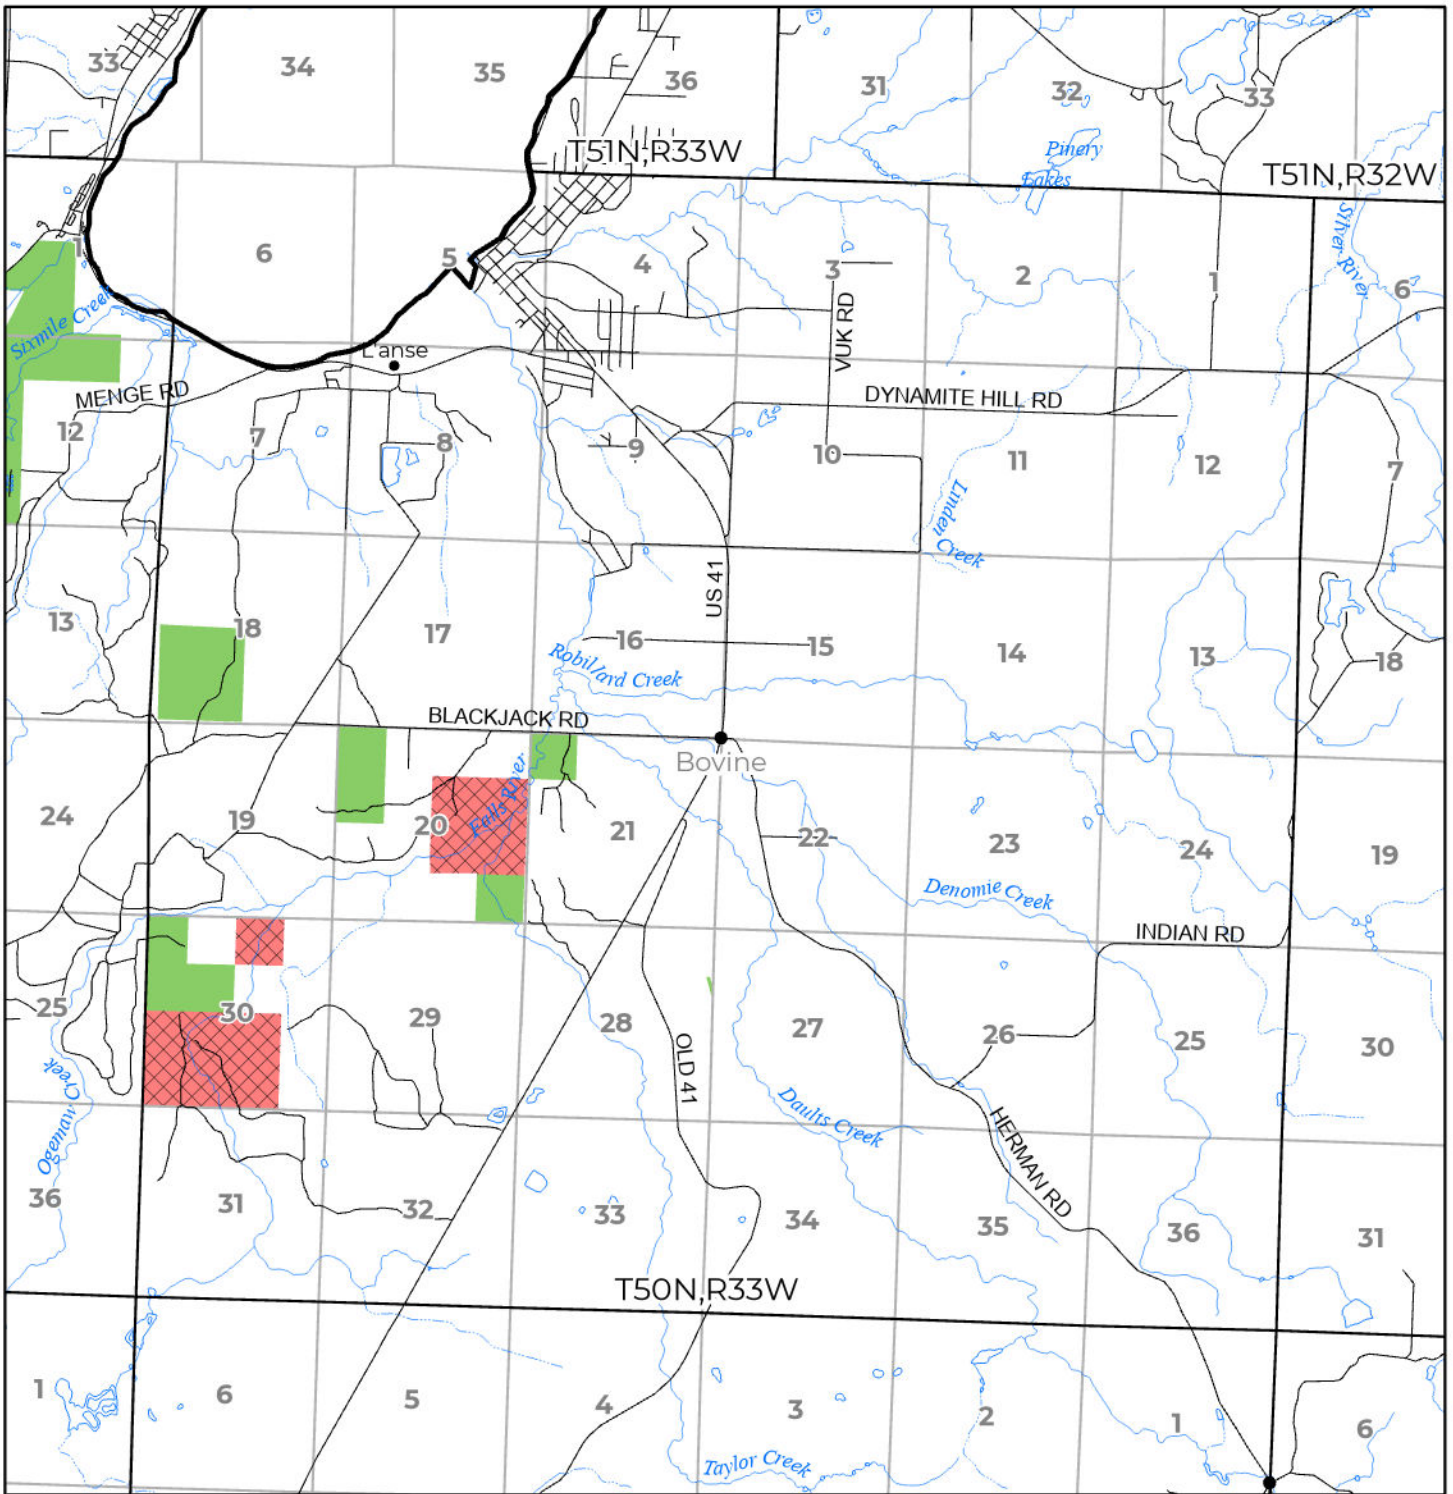 33
34
35
36
31
32
33
T51N,R33W
Pinery
Lakes
T51N,R32W
1
6
5
4
3
2
1
Silver River
6
Sixmile Creek
L'anse
VUK RD
MENGE RD
DYNAMITE HILL RD
12
7
8
9
10
11
12
7
Linden
Creek
US 41
13
18
17
16
15
14
13
18
Robillard Creek
BLACKJACK RD
Bovine
Falls River
24
19
20
21
22
23
24
19
Denomie Creek
INDIAN RD
25
30
29
28
27
26
25
30
OLD 41
Ogemaw Creek
Daults Creek
HERMAN RD
36
31
32
33
34
35
36
31
T50N,R33W
1
6
5
4
3
2
1
6
Taylor Creek